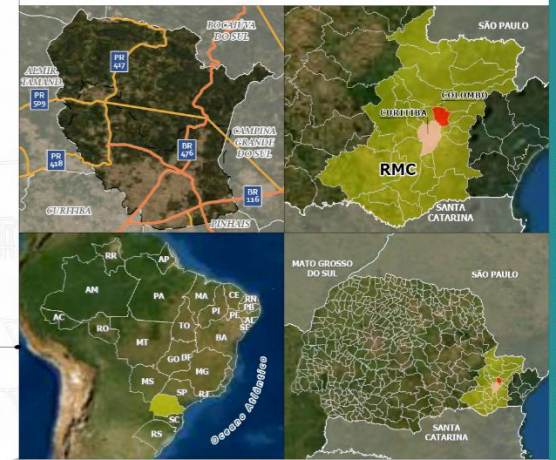 BOCAIÚVA
DO SUL
PR
417
ALMIR.
TAMAND.
PR
509
CAMPINA
GRANDE
DO SUL
BR
476
PR
418
BR
116
CURITIBA
PINHAIS
SÃO PAULO
COLOMBO
CURITIBA
RMC
SANTA
CATARINA
RR
AP
AM
PA
MA
CE
RN
PB
PI
PE
AL
SE
AC
RO
TO
BA
MT
GO
DF
MG
MS
SP
RJ
SC
RS
Oceano Atlântico
MATO GROSSO
DO SUL
SÃO PAULO
SANTA
CATARINA